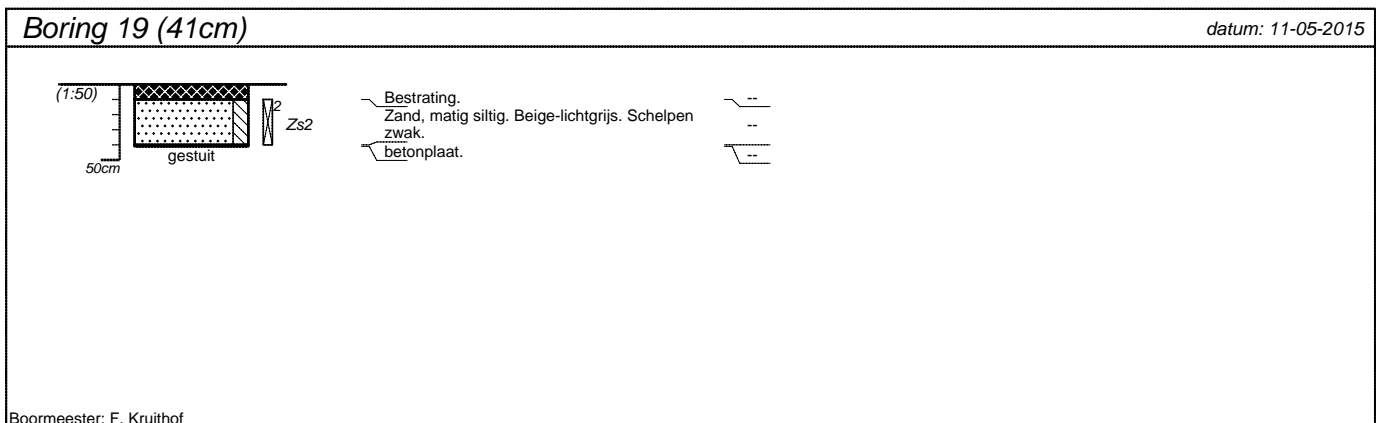 Boring 19 (41cm)
datum: 11-05-2015
(1:50)
2
Zs2
gestuit
50cm
Bestrating.
Zand, matig siltig. Beige-lichtgrijs. Schelpen
zwak.
betonplaat.
--
--
--
Boormeester: F. Kruithof